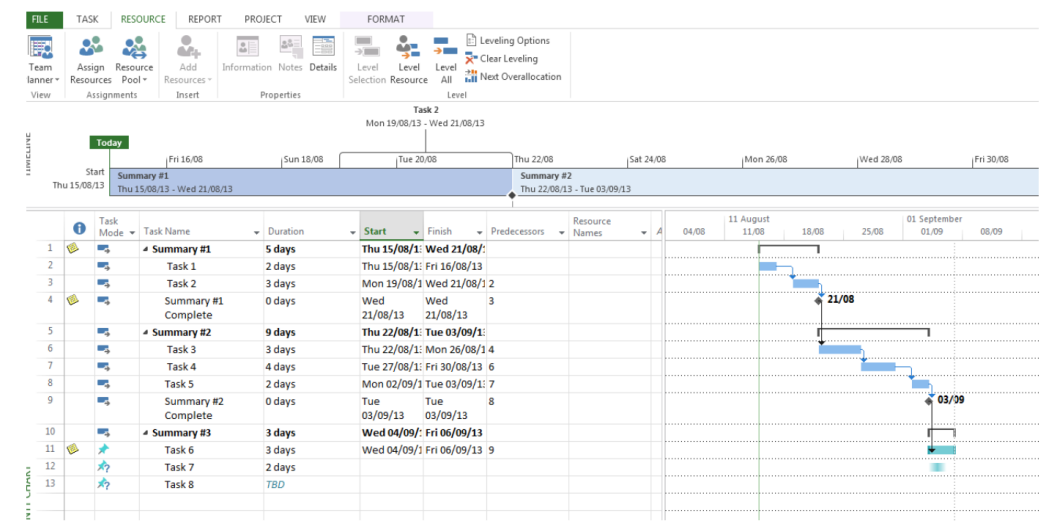 FILE TASK RESOURCE REPORT PROJECT VIEW FORMAT
Team
lanner
Assign
Resources
Resource
Pool
Add
Resources
Information
Notes
Details
Level
Selection
Level
Resource
Level
All
Leveling Options
Clear Leveling
Next Overallocation
View Assignments Insert Properties Level
Task 2
Mon 19/08/13 - Wed 21/08/13
TIMELINE
Today
Fri 16/08 Sun 18/08 Tue 20/08 Thu 22/08 Sat 24/08 Mon 26/08 Wed 28/08 Fri 30/08
Start
Thu 15/08/13
Summary #1
Thu 15/08/13 - Wed 21/08/13
Summary #2
Thu 22/08/13 - Tue 03/09/13
Task
Mode
Task Name
Duration
Start
Finish
Predecessors
Resource
Names
A
11 August 01 September
04/08 11/08 18/08 25/08 01/09 08/09
1 Summary #1 5 days Thu 15/08/1 Wed 21/08/
2 Task 1 2 days Thu 15/08/1 Fri 16/08/13
3 Task 2 3 days Mon 19/08/1 Wed 21/08/1 2
4 Summary #1
Complete
0 days
Wed
21/08/13
Wed
21/08/13
3
21/08
5 Summary #2 9 days Thu 22/08/1 Tue 03/09/1
6 Task 3 3 days Thu 22/08/1 Mon 26/08/1 4
7 Task 4 4 days Tue 27/08/1 Fri 30/08/13 6
8 Task 5 2 days Mon 02/09/1 Tue 03/09/1 7
9 Summary #2
Complete
0 days
Tue
03/09/13
Tue
03/09/13
8
03/09
10 Summary #3 3 days Wed 04/09/ Fri 06/09/13
11 Task 6 3 days Wed 04/09/1 Fri 06/09/13 9
12 Task 7 2 days
13 Task 8 TBD